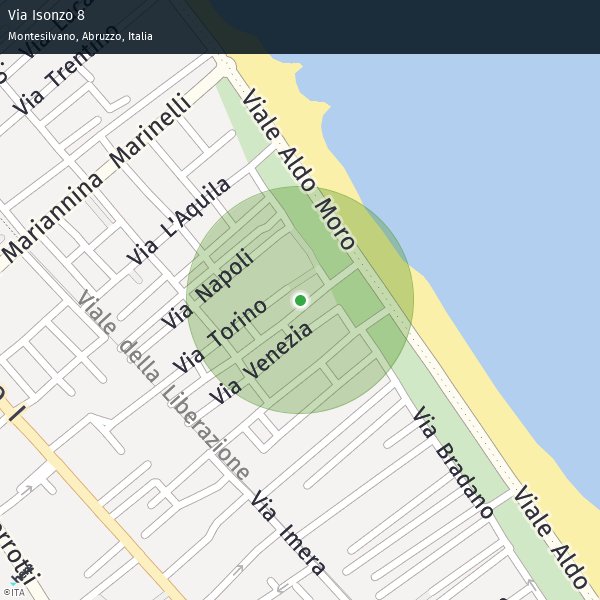 Via Isonzo 8
Montesilvano, Abruzzo, Italia
Via Trentino
Mariannina Marinelli
Viale Aldo Moro
Via L'Aquila
Via Napoli
Via Torino
Via Venezia
Viale della Liberazione
o I
Via Bradano
Via Imera
Viale Aldo
errotti
©ITA